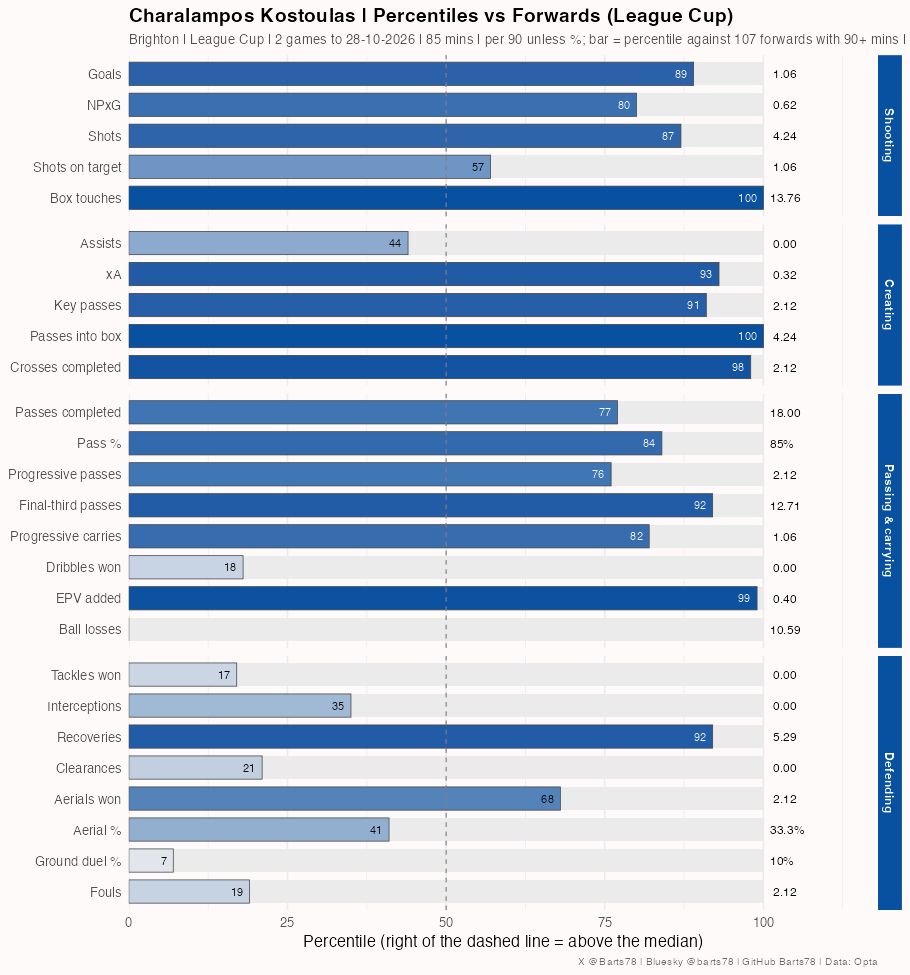 Charalampos Kostoulas | Percentiles vs Forwards (League Cup)
Brighton | League Cup | 2 games to 28-10-2026 | 85 mins | per 90 unless %; bar = percentile against 107 forwards with 90+ mins |
Goals 89 1.06
NPxG 80 0.62
Shots 87 4.24
Shots on target 57 1.06
Box touches 100 13.76
Shooting
Assists 44 0.00
xA 93 0.32
Key passes 91 2.12
Passes into box 100 4.24
Crosses completed 98 2.12
Creating
Passes completed 77 18.00
Pass % 84 85%
Progressive passes 76 2.12
Final-third passes 92 12.71
Progressive carries 82 1.06
Dribbles won 18 0.00
EPV added 99 0.40
Ball losses 10.59
Passing & carrying
Tackles won 17 0.00
Interceptions 35 0.00
Recoveries 92 5.29
Clearances 21 0.00
Aerials won 68 2.12
Aerial % 41 33.3%
Ground duel % 7 10%
Fouls 19 2.12
Defending
0 25 50 75 100
Percentile (right of the dashed line = above the median)
X @Barts78 | Bluesky @barts78 | GitHub Barts78 | Data: Opta